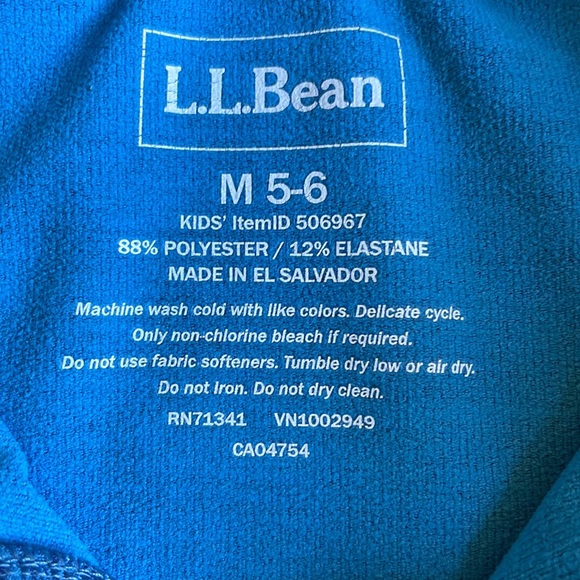 L.L.Bean
M 5-6
KIDS' ItemID 506967
88% POLYESTER / 12% ELASTANE
MADE IN EL SALVADOR
Machine wash cold with like colors. Delicate cycle.
Only non-chlorine bleach if required.
Do not use fabric softeners. Tumble dry low or air dry.
Do not iron. Do not dry clean.
RN71341 VN1002949
CA04754